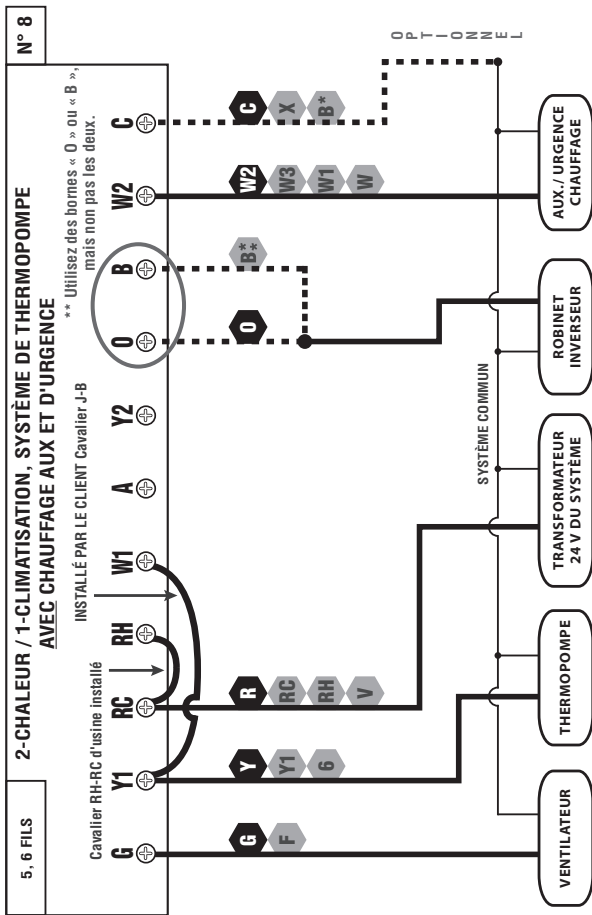 5, 6 FILS
2-CHALEUR / 1-CLIMATISATION, SYSTÈME DE THERMOPOMPE
AVEC CHAUFFAGE AUX ET D'URGENCE
N° 8
Cavalier RH-RC d'usine installé
INSTALLÉ PAR LE CLIENT Cavalier J-B
** Utilisez des bornes « O » ou « B »,
mais non pas les deux.
G Y1 RC RH W1 A Y2 O B W2 C
G Y R O B* W2 C
F Y1 RC W3 X
6 RH W1 B*
V W
OPTIONNEL
SYSTÈME COMMUN
VENTILATEUR
THERMOPOMPE
TRANSFORMATEUR
24 V DU SYSTÈME
ROBINET
INVERSEUR
AUX./ URGENCE
CHAUFFAGE